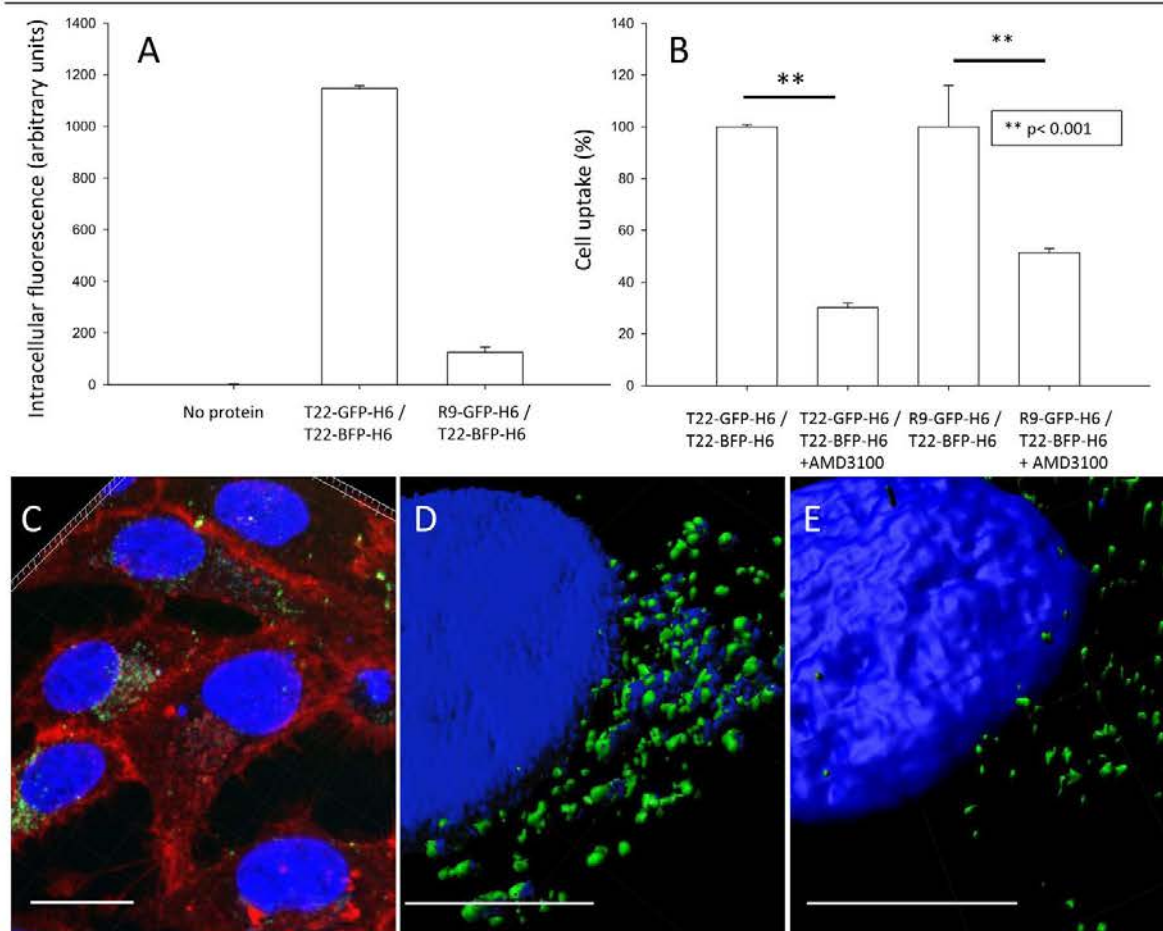 A
Intracellular fluorescence (arbitrary units)
1400
1200
1000
800
600
400
200
0
No protein
T22-GFP-H6 /
T22-BFP-H6
R9-GFP-H6 /
T22-BFP-H6
B
Cell uptake (%)
140
120
100
80
60
40
20
0
**
**
** p< 0.001
T22-GFP-H6 /
T22-BFP-H6
T22-GFP-H6 /
T22-BFP-H6
+AMD3100
R9-GFP-H6 /
T22-BFP-H6
R9-GFP-H6 /
T22-BFP-H6
+ AMD3100
C
D
E